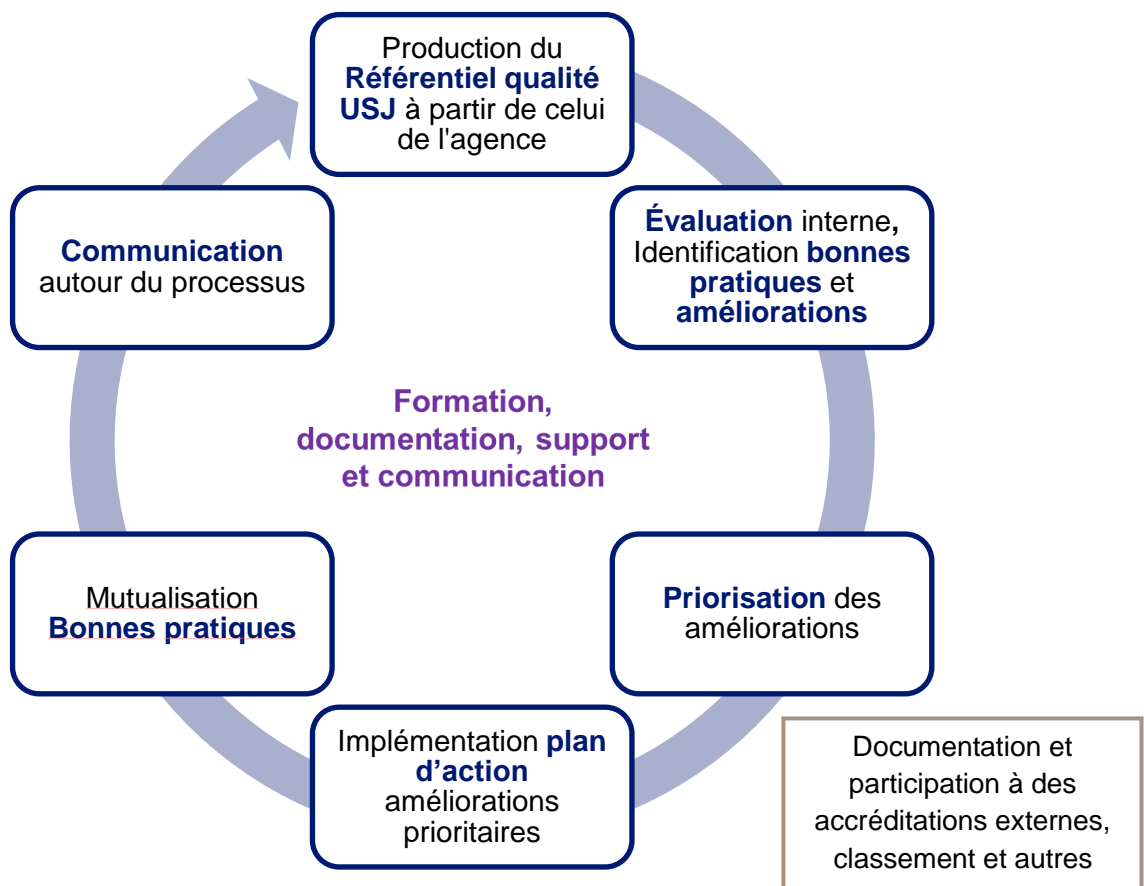 Production du
Référentiel qualité
USJ à partir de celui
de l'agence
Évaluation interne,
Identification bonnes
pratiques et
améliorations
Priorisation des
améliorations
Implémentation plan
d’action
améliorations
prioritaires
Mutualisation
Bonnes pratiques
Communication
autour du processus
Formation,
documentation, support
et communication
Documentation et
participation à des
accréditations externes,
classement et autres